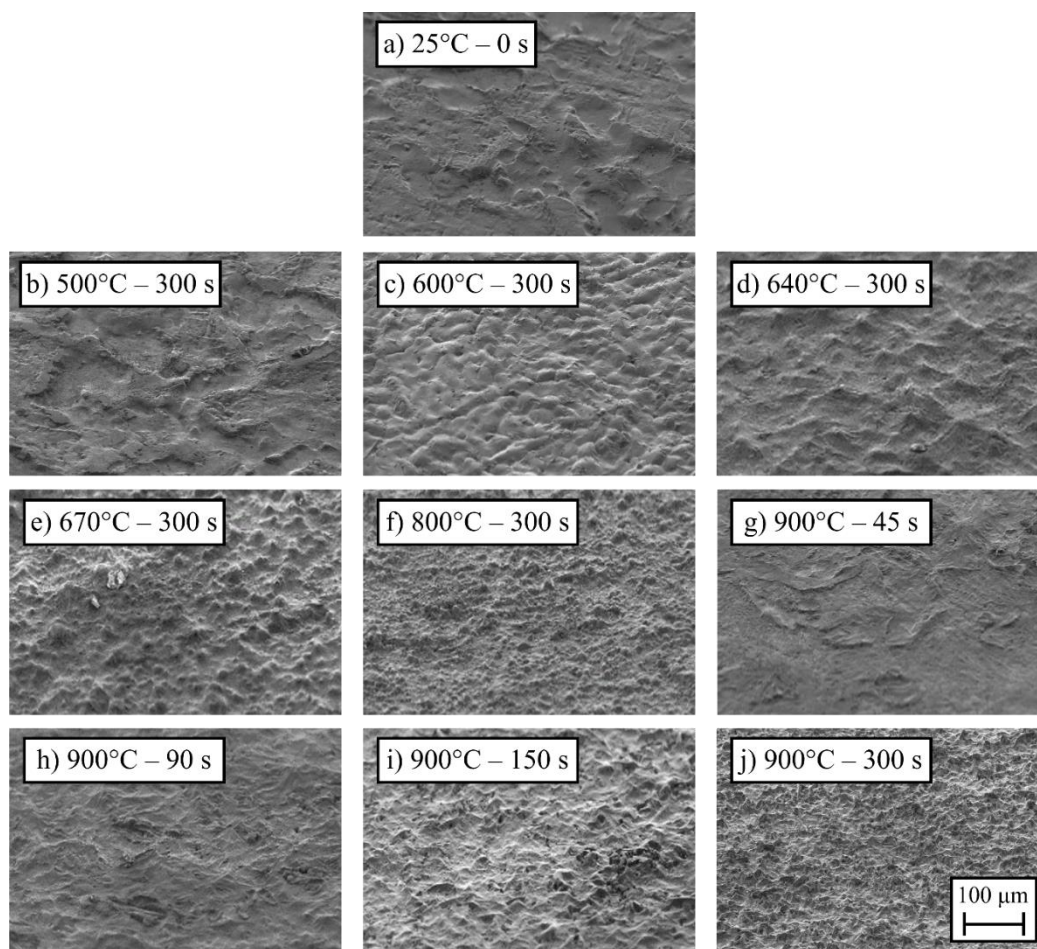 a) 25°C – 0 s
b) 500°C – 300 s
c) 600°C – 300 s
d) 640°C – 300 s
e) 670°C – 300 s
f) 800°C – 300 s
g) 900°C – 45 s
h) 900°C – 90 s
i) 900°C – 150 s
j) 900°C – 300 s
100 μm